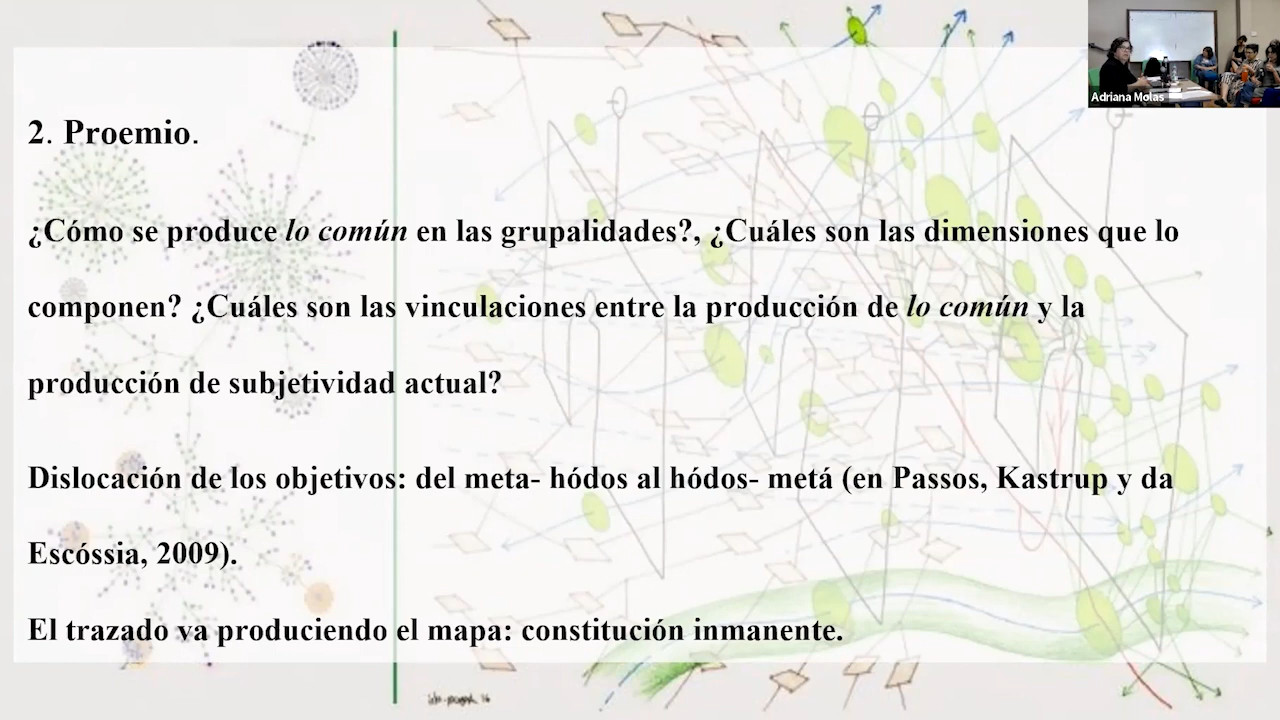 Adriana Molas
2. Proemio.
¿Cómo se produce lo común en las grupalidades?, ¿Cuáles son las dimensiones que lo
componen? ¿Cuáles son las vinculaciones entre la producción de lo común y la
producción de subjetividad actual?
Dislocación de los objetivos: del meta- hódos al hódos- metá (en Passos, Kastrup y da
Escóssia, 2009).
El trazado va produciendo el mapa: constitución inmanente.